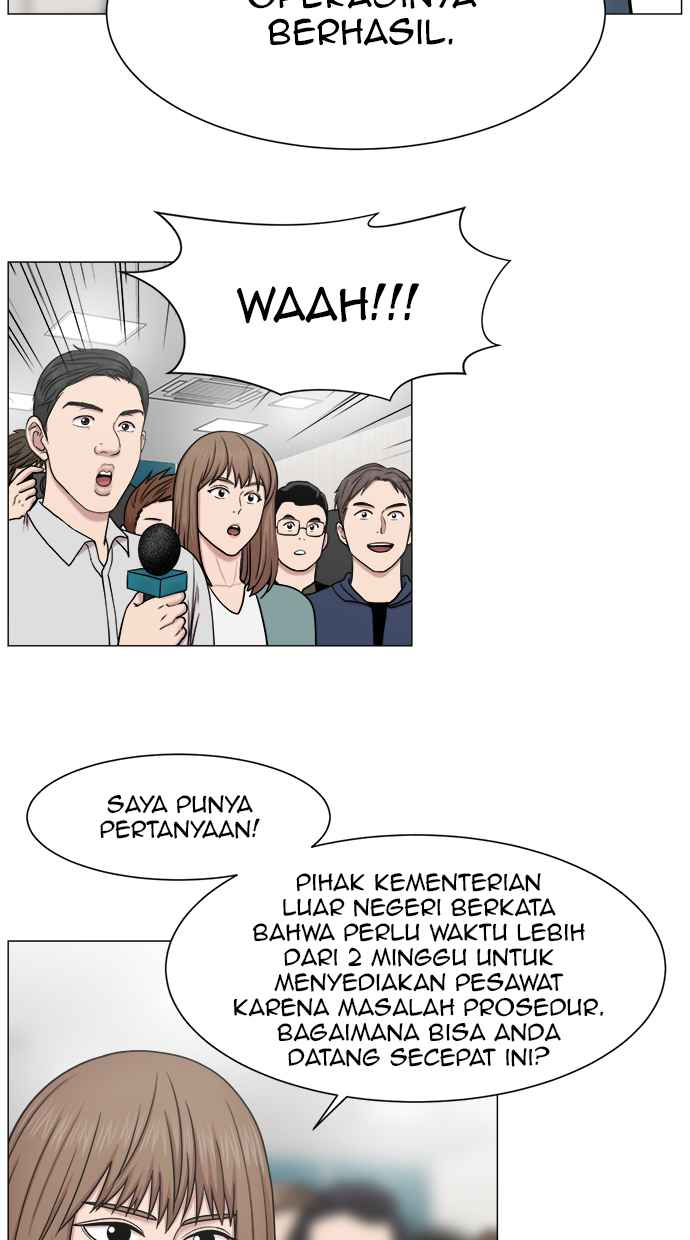 OPERASINYA
BERHASIL.
WAAH!!!
SAYA PUNYA
PERTANYAAN!
PIHAK KEMENTERIAN
LUAR NEGERI BERKATA
BAHWA PERLU WAKTU LEBIH
DARI 2 MINGGU UNTUK
MENYEDIAKAN PESAWAT
KARENA MASALAH PROSEDUR.
BAGAIMANA BISA ANDA
DATANG SECEPAT INI?